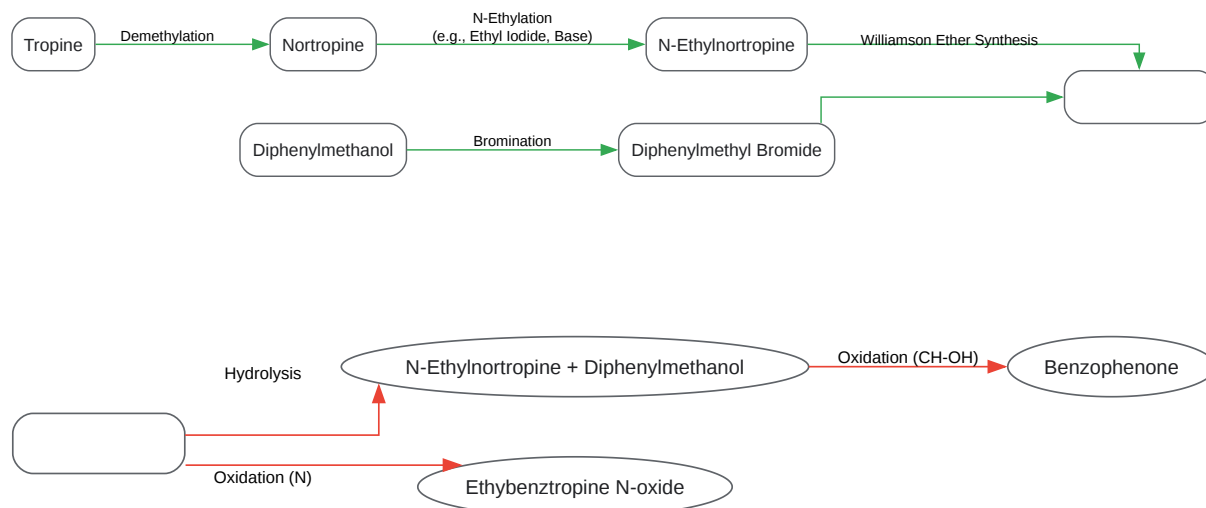 Tropine
Demethylation
Nortropine
N-Ethylation
(e.g., Ethyl Iodide, Base)
N-Ethylnortropine
Williamson Ether Synthesis
Diphenylmethanol
Bromination
Diphenylmethyl Bromide
Hydrolysis
N-Ethylnortropine + Diphenylmethanol
Oxidation (CH-OH)
Benzophenone
Oxidation (N)
Ethybenztropine N-oxide